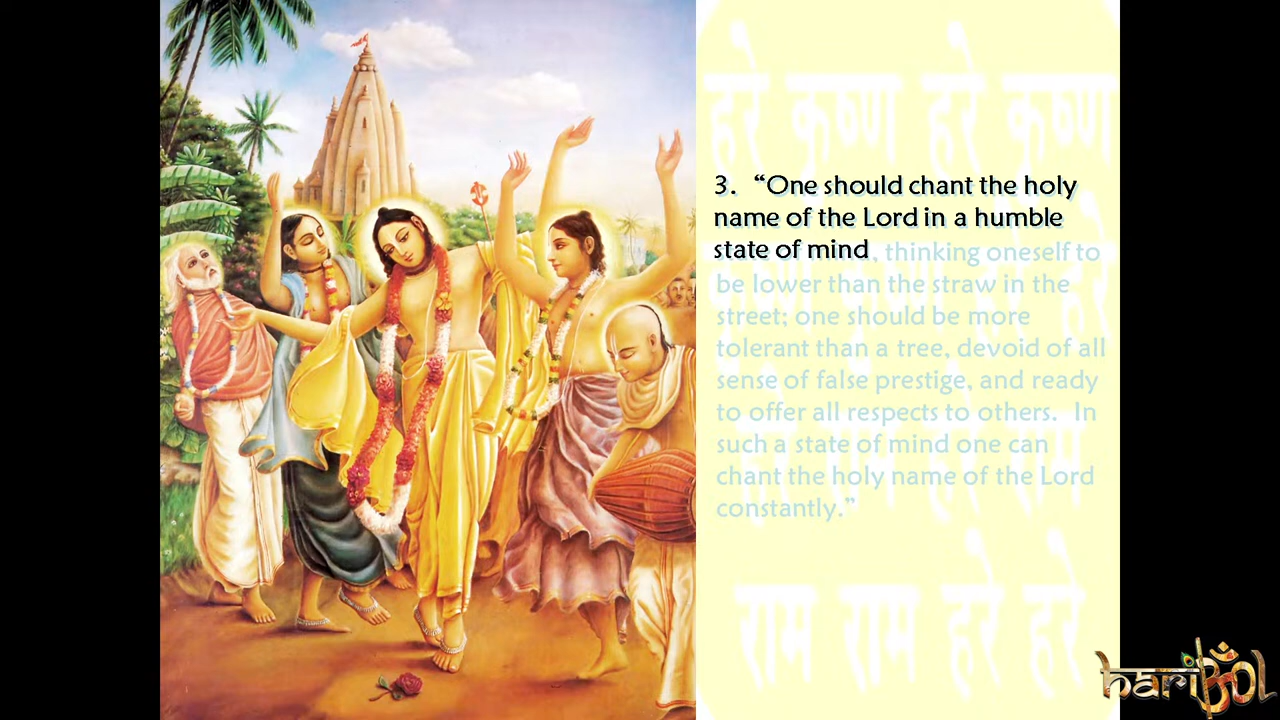 हरे कृष्ण हरे कृष्ण
3. “One should chant the holy
name of the Lord in a humble
state of mind, thinking oneself to
be lower than the straw in the
street; one should be more
tolerant than a tree, devoid of all
sense of false prestige, and ready
to offer all respects to others. In
such a state of mind one can
chant the holy name of the Lord
constantly.”
राम राम हरे हरे
hariBOL